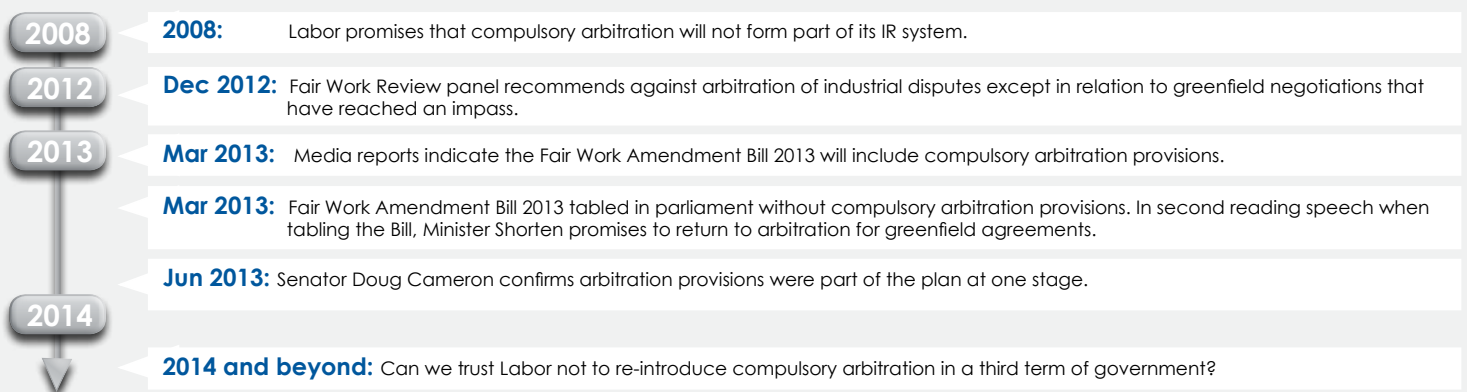 2008
2008: Labor promises that compulsory arbitration will not form part of its IR system.
2012
Dec 2012: Fair Work Review panel recommends against arbitration of industrial disputes except in relation to greenfield negotiations that
have reached an impass.
2013
Mar 2013: Media reports indicate the Fair Work Amendment Bill 2013 will include compulsory arbitration provisions.
Mar 2013: Fair Work Amendment Bill 2013 tabled in parliament without compulsory arbitration provisions. In second reading speech when
tabling the Bill, Minister Shorten promises to return to arbitration for greenfield agreements.
Jun 2013: Senator Doug Cameron confirms arbitration provisions were part of the plan at one stage.
2014
2014 and beyond: Can we trust Labor not to re-introduce compulsory arbitration in a third term of government?